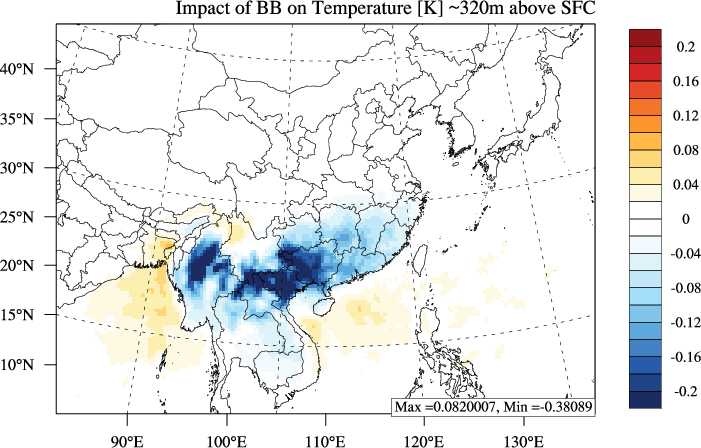 Impact of BB on Temperature [K] ~320m above SFC
40°N
35°N
30°N
25°N
20°N
15°N
10°N
90°E 100°E 110°E 120°E 130°E
Max =0.0820007, Min =-0.38089
0.2
0.16
0.12
0.08
0.04
0
-0.04
-0.08
-0.12
-0.16
-0.2